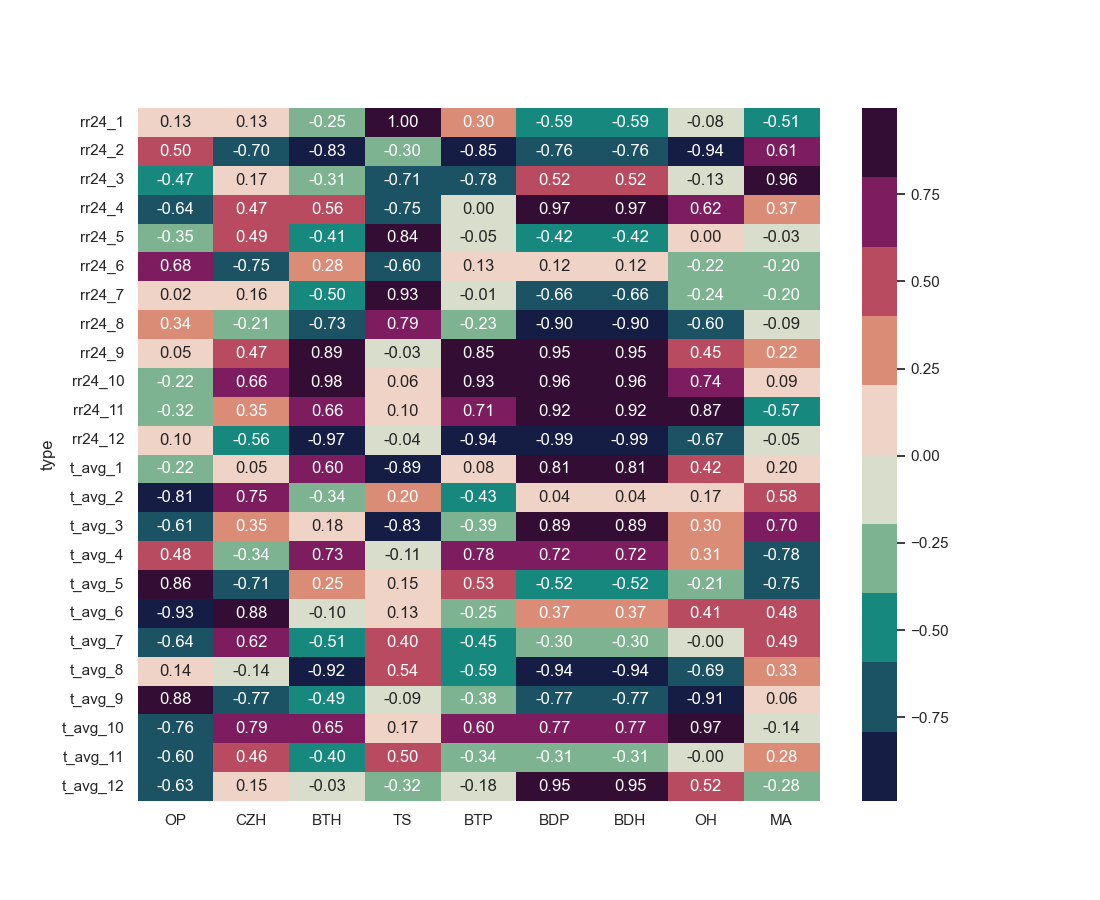 rr24_1 0.13 0.13 -0.25 1.00 0.30 -0.59 -0.59 -0.08 -0.51
rr24_2 0.50 -0.70 -0.83 -0.30 -0.85 -0.76 -0.76 -0.94 0.61
rr24_3 -0.47 0.17 -0.31 -0.71 -0.78 0.52 0.52 -0.13 0.96
rr24_4 -0.64 0.47 0.56 -0.75 0.00 0.97 0.97 0.62 0.37
rr24_5 -0.35 0.49 -0.41 0.84 -0.05 -0.42 -0.42 0.00 -0.03
rr24_6 0.68 -0.75 0.28 -0.60 0.13 0.12 0.12 -0.22 -0.20
rr24_7 0.02 0.16 -0.50 0.93 -0.01 -0.66 -0.66 -0.24 -0.20
rr24_8 0.34 -0.21 -0.73 0.79 -0.23 -0.90 -0.90 -0.60 -0.09
rr24_9 0.05 0.47 0.89 -0.03 0.85 0.95 0.95 0.45 0.22
rr24_10 -0.22 0.66 0.98 0.06 0.93 0.96 0.96 0.74 0.09
rr24_11 -0.32 0.35 0.66 0.10 0.71 0.92 0.92 0.87 -0.57
rr24_12 0.10 -0.56 -0.97 -0.04 -0.94 -0.99 -0.99 -0.67 -0.05
t_avg_1 -0.22 0.05 0.60 -0.89 0.08 0.81 0.81 0.42 0.20
t_avg_2 -0.81 0.75 -0.34 0.20 -0.43 0.04 0.04 0.17 0.58
t_avg_3 -0.61 0.35 0.18 -0.83 -0.39 0.89 0.89 0.30 0.70
t_avg_4 0.48 -0.34 0.73 -0.11 0.78 0.72 0.72 0.31 -0.78
t_avg_5 0.86 -0.71 0.25 0.15 0.53 -0.52 -0.52 -0.21 -0.75
t_avg_6 -0.93 0.88 -0.10 0.13 -0.25 0.37 0.37 0.41 0.48
t_avg_7 -0.64 0.62 -0.51 0.40 -0.45 -0.30 -0.30 -0.00 0.49
t_avg_8 0.14 -0.14 -0.92 0.54 -0.59 -0.94 -0.94 -0.69 0.33
t_avg_9 0.88 -0.77 -0.49 -0.09 -0.38 -0.77 -0.77 -0.91 0.06
t_avg_10 -0.76 0.79 0.65 0.17 0.60 0.77 0.77 0.97 -0.14
t_avg_11 -0.60 0.46 -0.40 0.50 -0.34 -0.31 -0.31 -0.00 0.28
t_avg_12 -0.63 0.15 -0.03 -0.32 -0.18 0.95 0.95 0.52 -0.28
OP CZH BTH TS BTP BDP BDH OH MA
type
0.75
0.50
0.25
0.00
−0.25
−0.50
−0.75